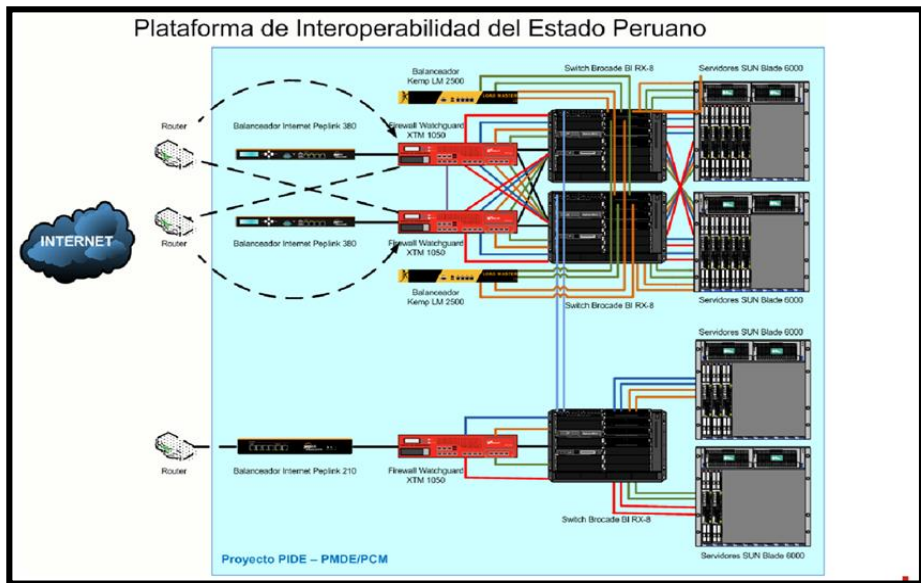 Plataforma de Interoperabilidad del Estado Peruano
Balanceador
Kemp LM 2500
Switch Brocade BI RX-8
Servidores SUN Blade 6000
Router
Balanceador Internet Peplink 380
Firewall Watchguard
XTM 1050
INTERNET
Router
Balanceador Internet Peplink 380
Firewall Watchguard
XTM 1050
Balanceador
Kemp LM 2500
Switch Brocade BI RX-8
Servidores SUN Blade 6000
Servidores SUN Blade 6000
Router
Balanceador Internet Peplink 210
Firewall Watchguard
XTM 1050
Switch Brocade BI RX-8
Servidores SUN Blade 6000
Proyecto PIDE – PMDE/PCM